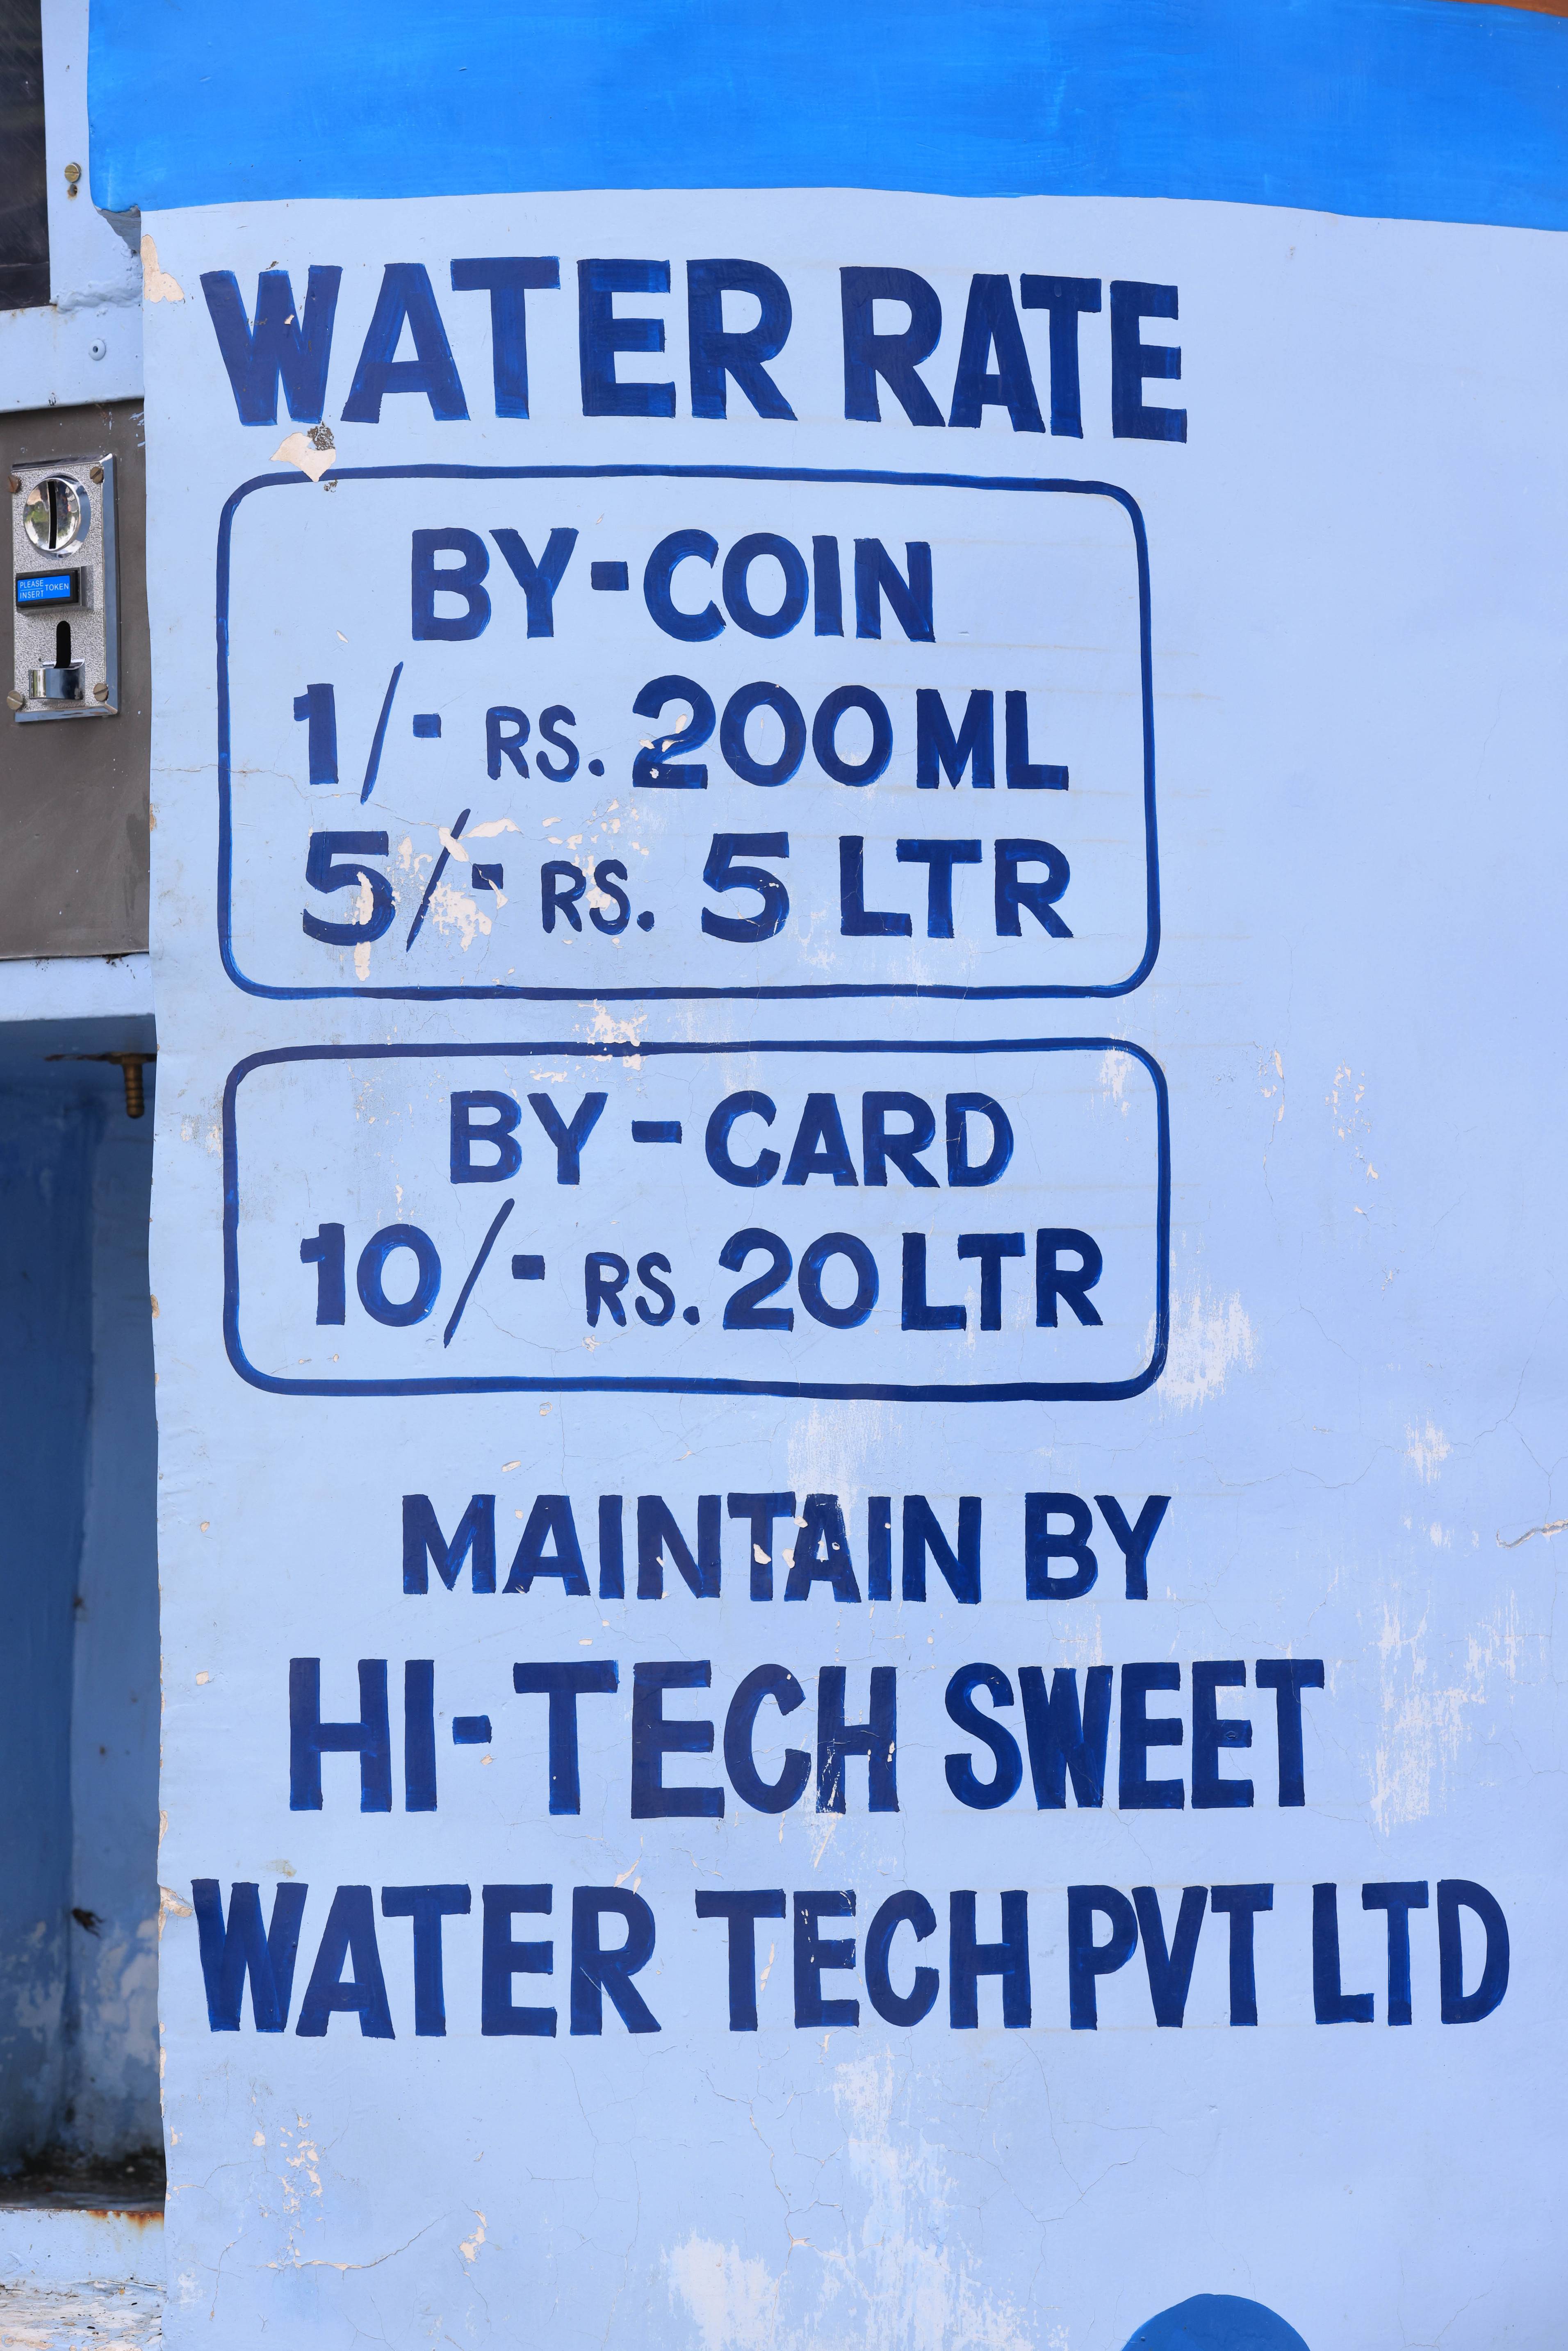 WATER RATE
BY-COIN
1/- RS. 200 ML
5/- RS. 5 LTR
BY-CARD
10/- RS. 20 LTR
MAINTAIN BY
HI-TECH SWEET
WATER TECH PVT LTD
PLEASE
INSERT TOKEN